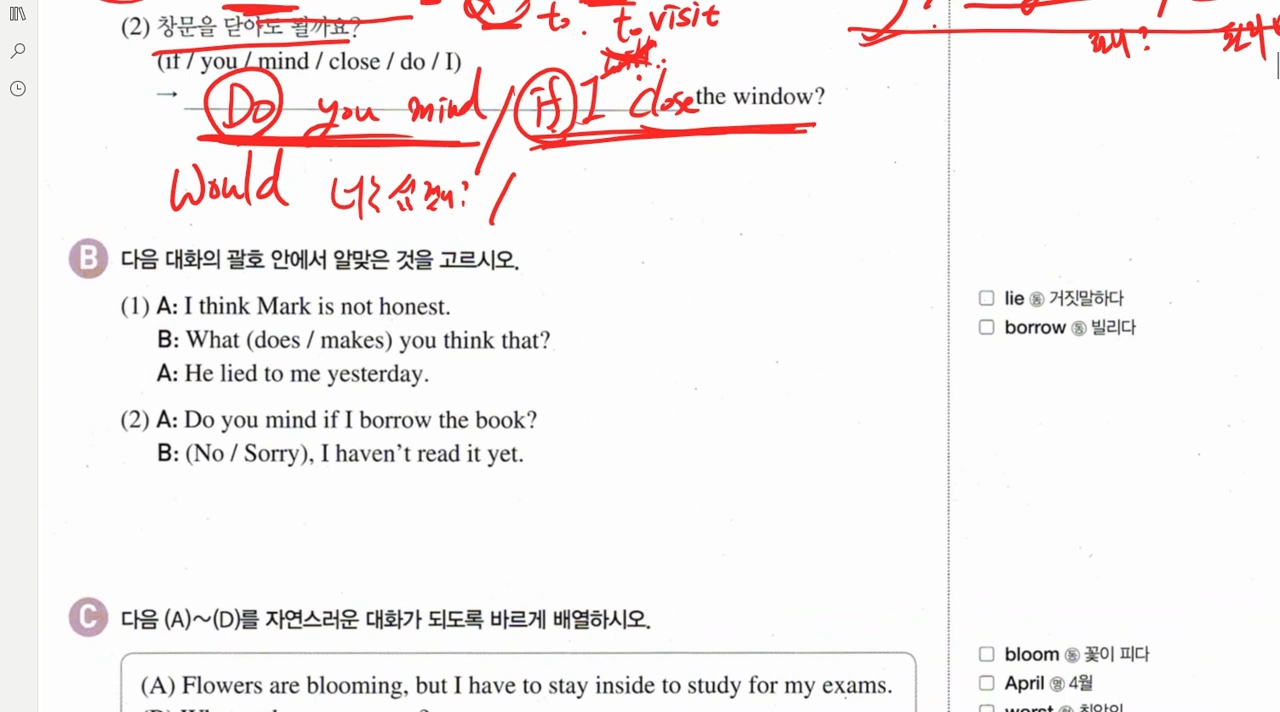 (2) 창문을 닫아도 될까요?
to. to visit
(if / you / mind / close / do / I)
→ Do you mind / if I close the window?
Would 너는 /
B 다음 대화의 괄호 안에서 알맞은 것을 고르시오.
(1) A: I think Mark is not honest.
B: What (does / makes) you think that?
A: He lied to me yesterday.
(2) A: Do you mind if I borrow the book?
B: (No / Sorry), I haven't read it yet.
□ lie 동 거짓말하다
□ borrow 동 빌리다
C 다음 (A)~(D)를 자연스러운 대화가 되도록 바르게 배열하시오.
(A) Flowers are blooming, but I have to stay inside to study for my exams.
□ bloom 동 꽃이 피다
□ April 명 4월
□ worst